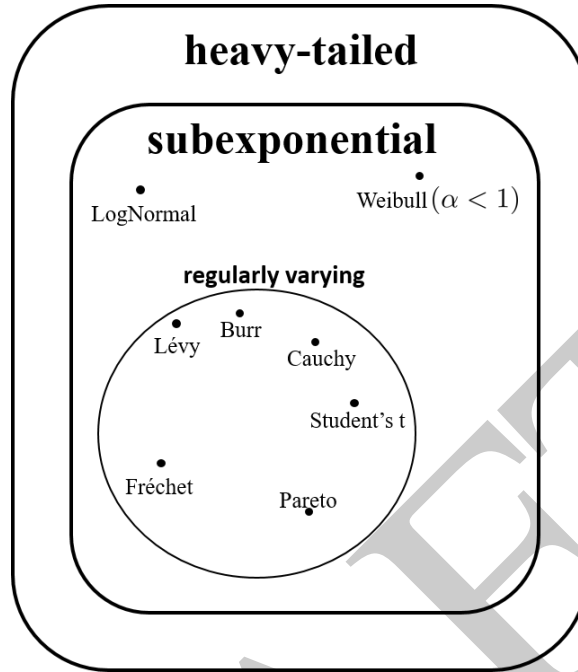 heavy-tailed
subexponential
LogNormal
Weibull (α < 1)
regularly varying
Lévy
Burr
Cauchy
Student's t
Fréchet
Pareto